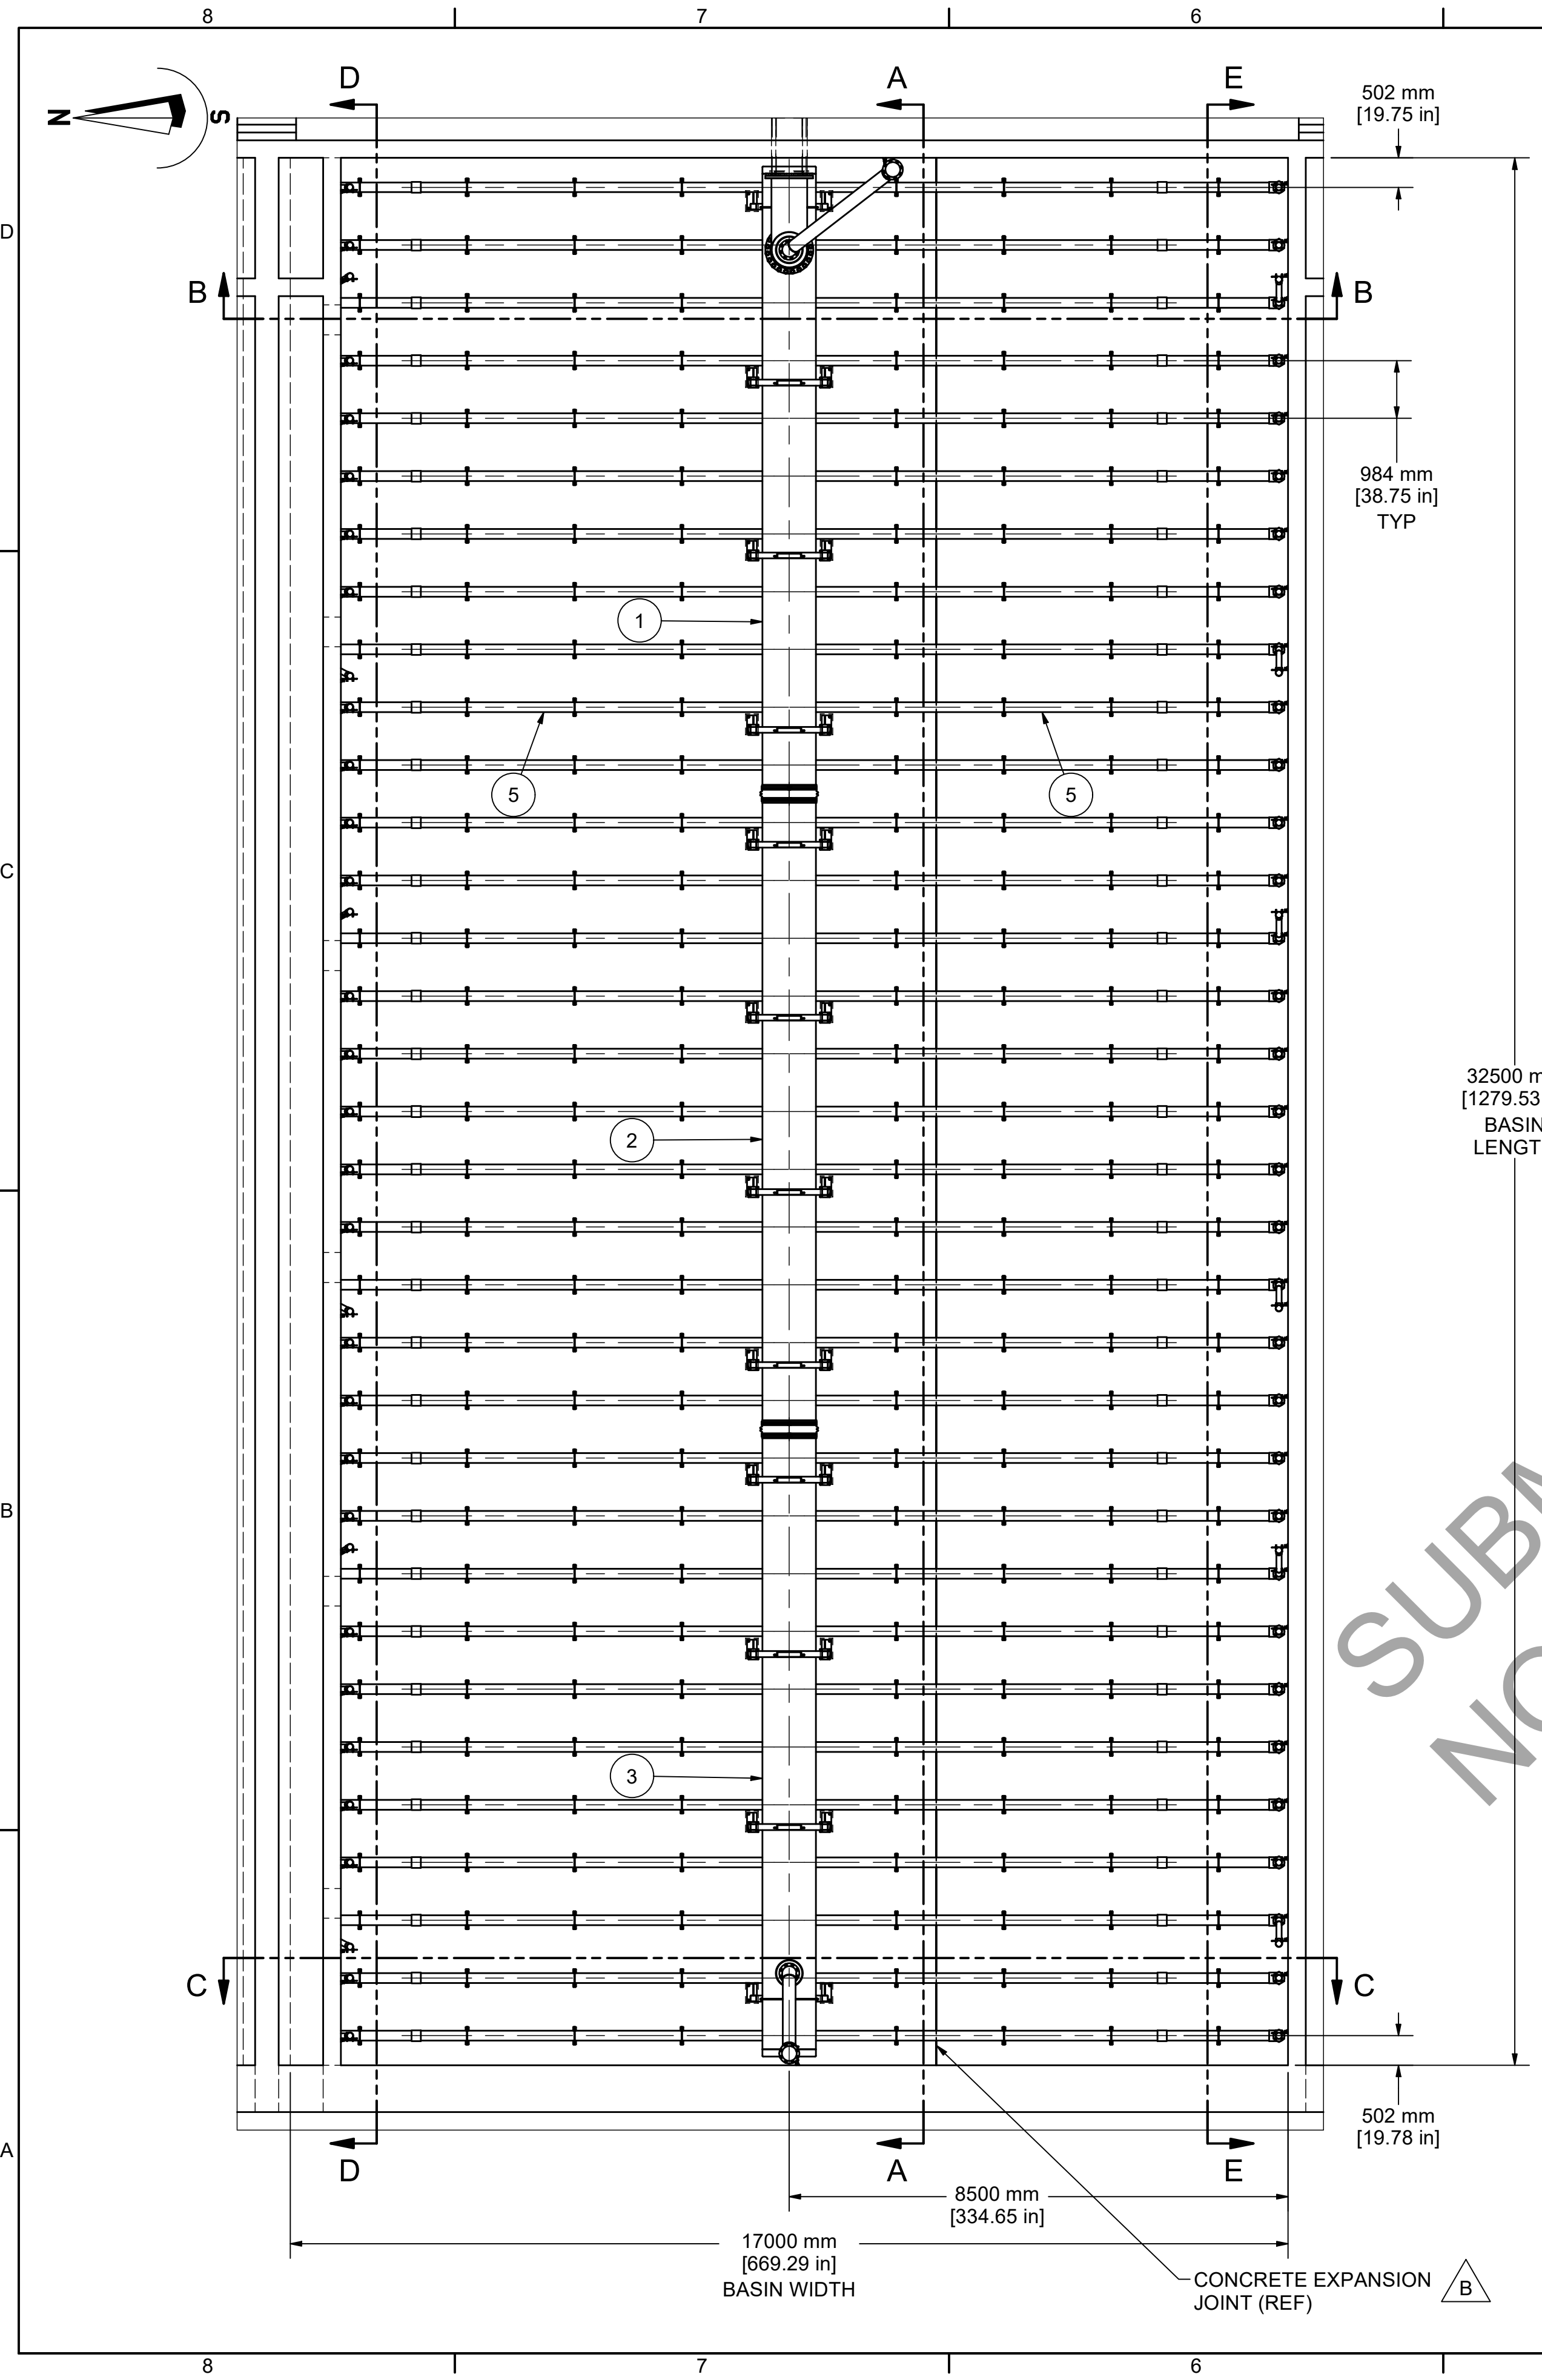 8 7 6
D A E
502 mm
[19.75 in]
N S
D
B B
984 mm
[38.75 in]
TYP
1
5 5
C
32500 m
[1279.53
BASIN
LENGT
2
B
SUBM
NO
3
C C
502 mm
[19.78 in]
A
D A E
8500 mm
[334.65 in]
17000 mm
[669.29 in]
BASIN WIDTH
CONCRETE EXPANSION
JOINT (REF)
B
8 7 6